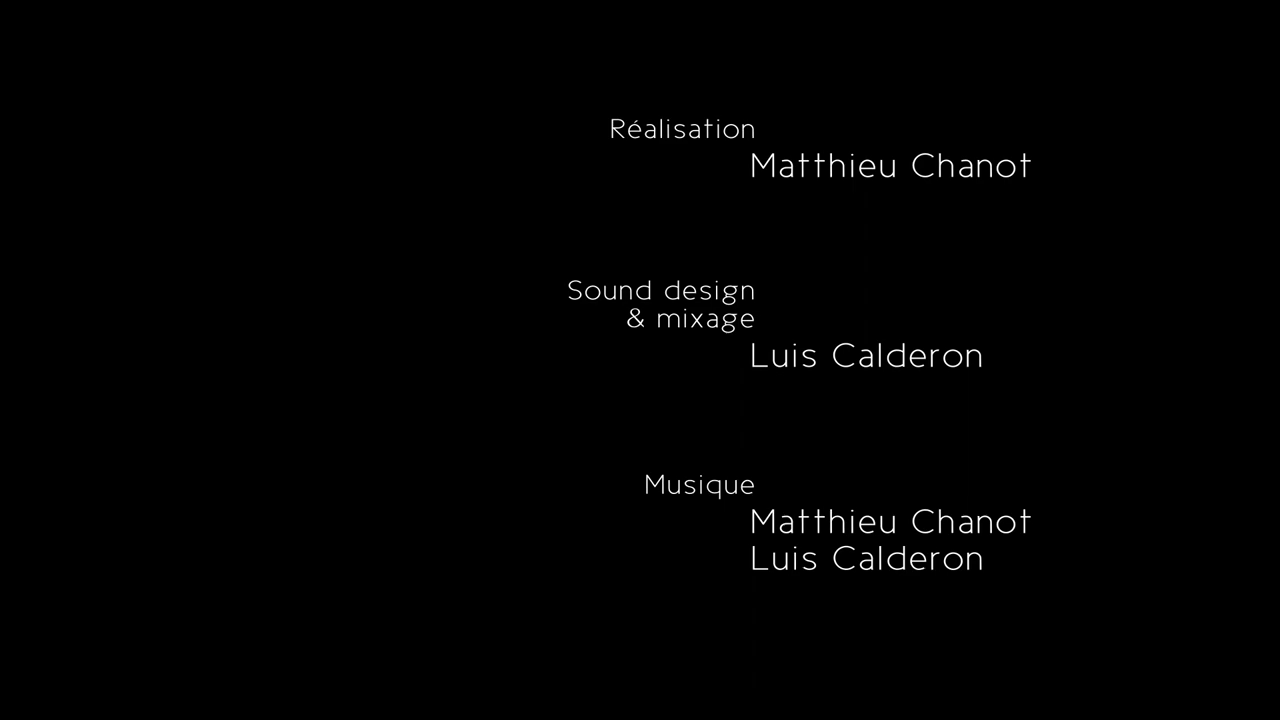 Réalisation
Matthieu Chanot
Sound design
& mixage
Luis Calderon
Musique
Matthieu Chanot
Luis Calderon